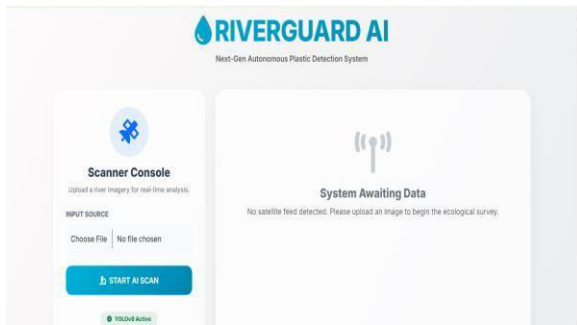 RIVERGUARD AI
Next-Gen Autonomous Plastic Detection System
Scanner Console
Upload a river imagery for real-time analysis.
INPUT SOURCE
Choose File No file chosen
START AI SCAN
YOLOv8 Active
System Awaiting Data
No satellite feed detected. Please upload an image to begin the ecological survey.